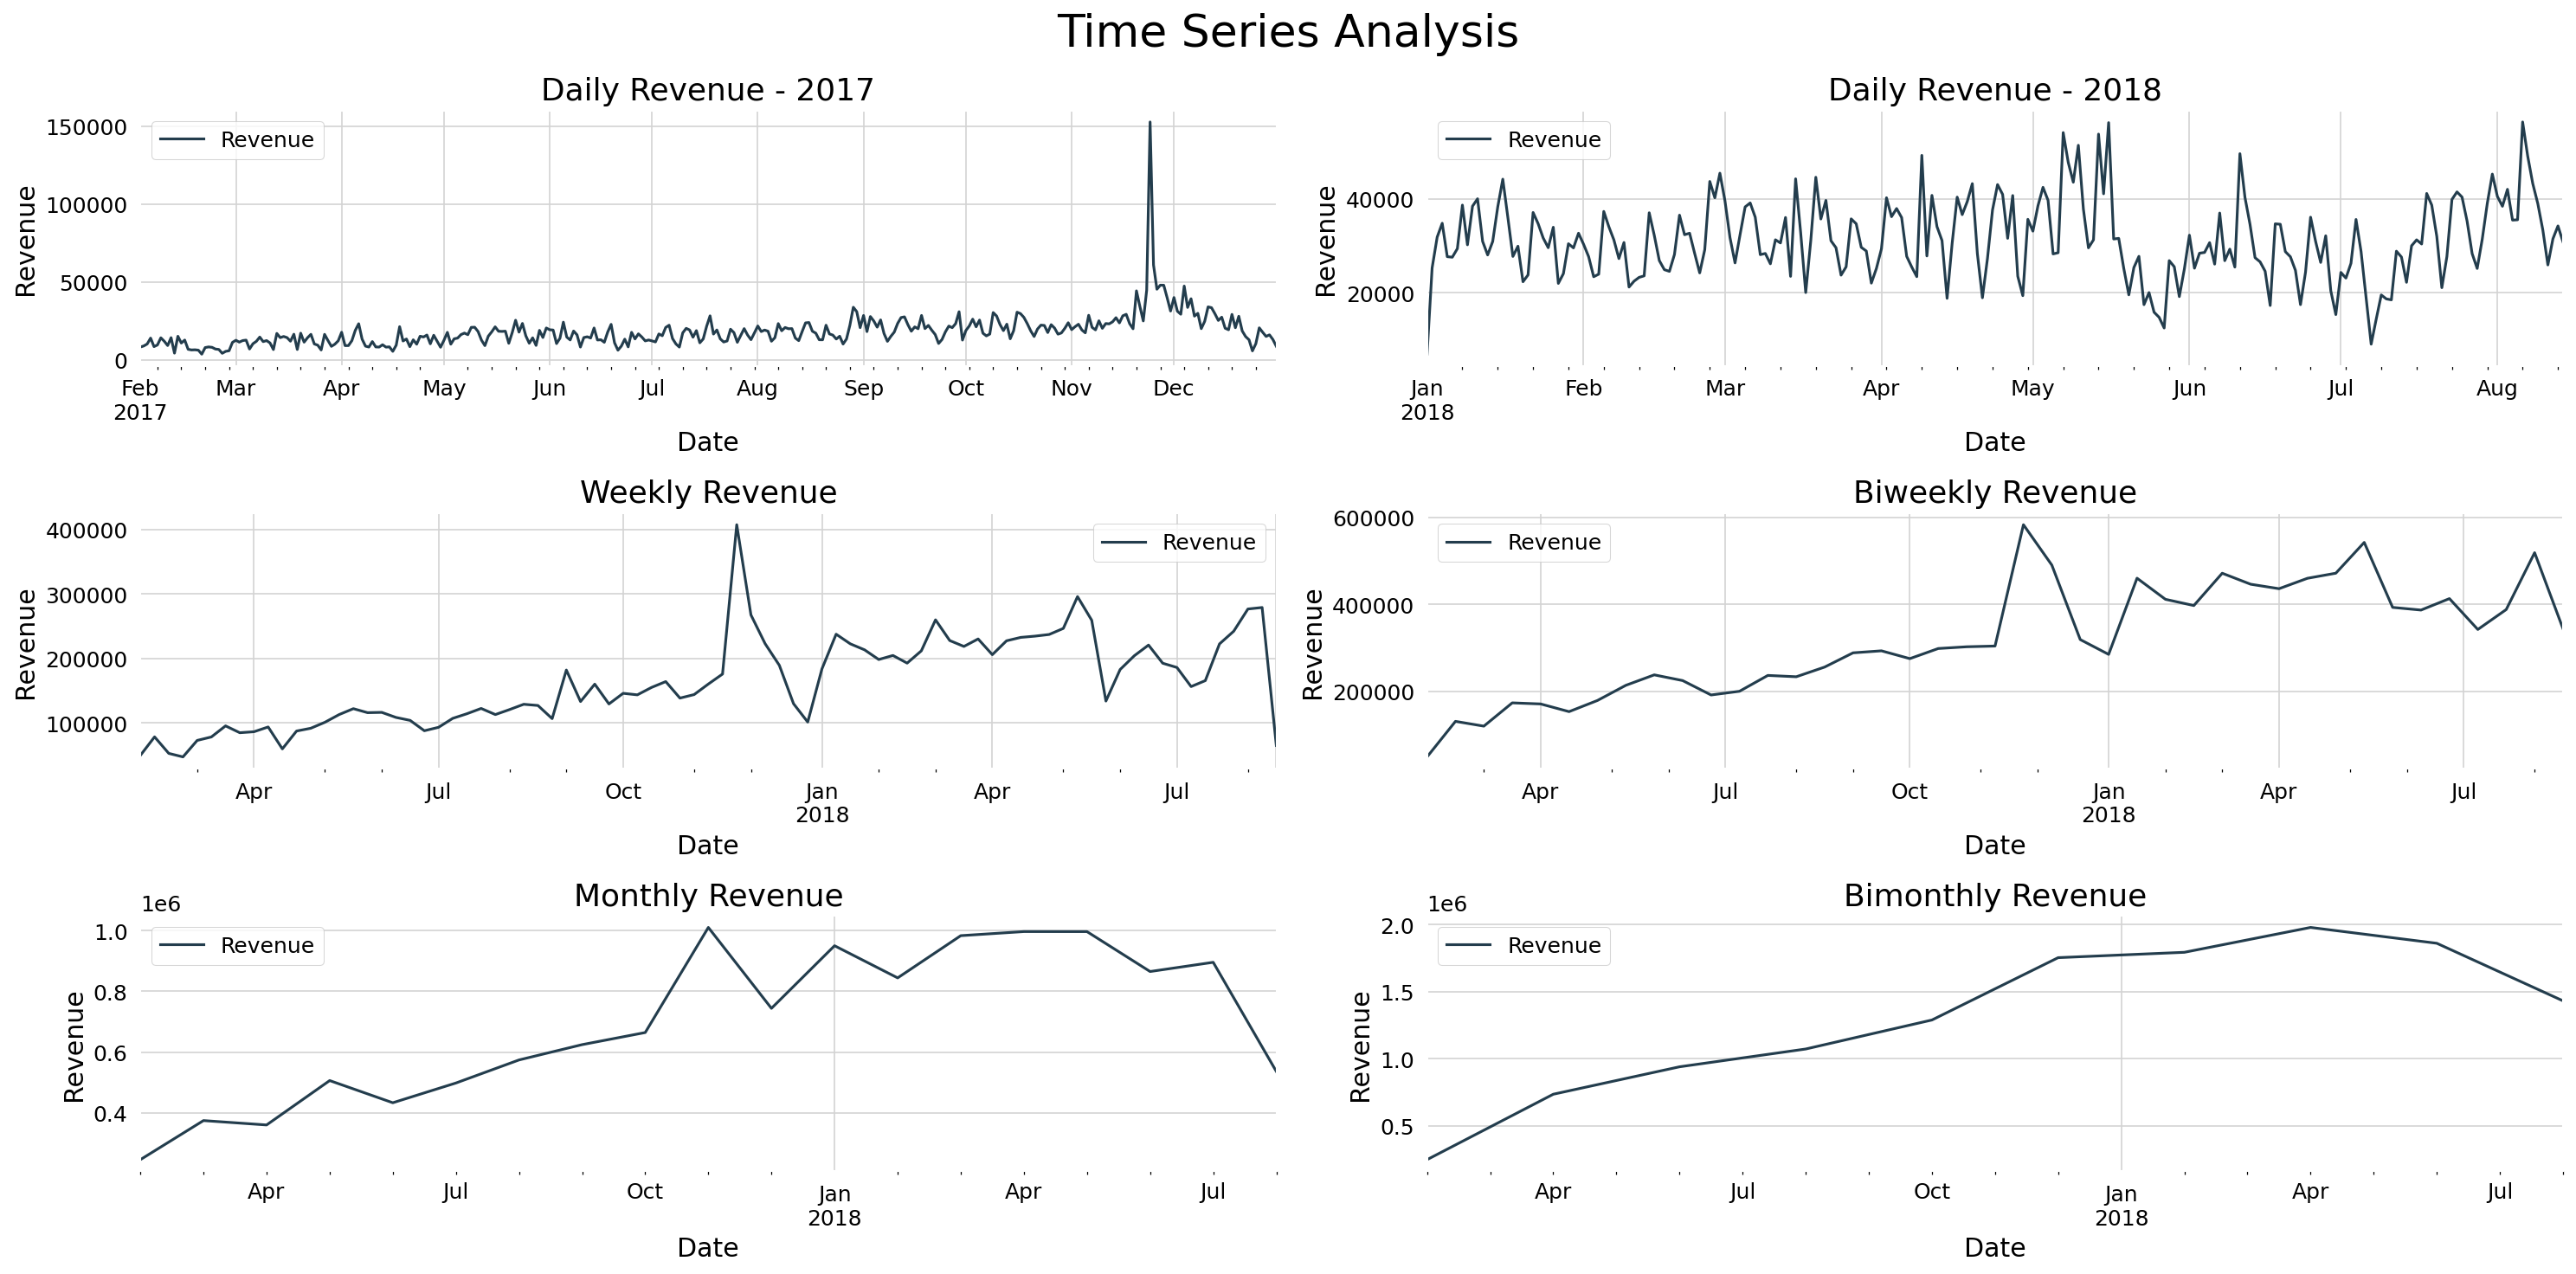 Time Series Analysis
Daily Revenue - 2017
Revenue
150000
100000
50000
0
Revenue
Feb Mar Apr May Jun Jul Aug Sep Oct Nov Dec
2017
Date
Daily Revenue - 2018
Revenue
40000
20000
Revenue
Jan Feb Mar Apr May Jun Jul Aug
2018
Date
Weekly Revenue
Revenue
400000
300000
200000
100000
Revenue
Apr Jul Oct Jan Apr Jul
2018
Date
Biweekly Revenue
Revenue
600000
400000
200000
Revenue
Apr Jul Oct Jan Apr Jul
2018
Date
Monthly Revenue
1e6
Revenue
1.0
0.8
0.6
0.4
Revenue
Apr Jul Oct Jan Apr Jul
2018
Date
Bimonthly Revenue
1e6
Revenue
2.0
1.5
1.0
0.5
Revenue
Apr Jul Oct Jan Apr Jul
2018
Date